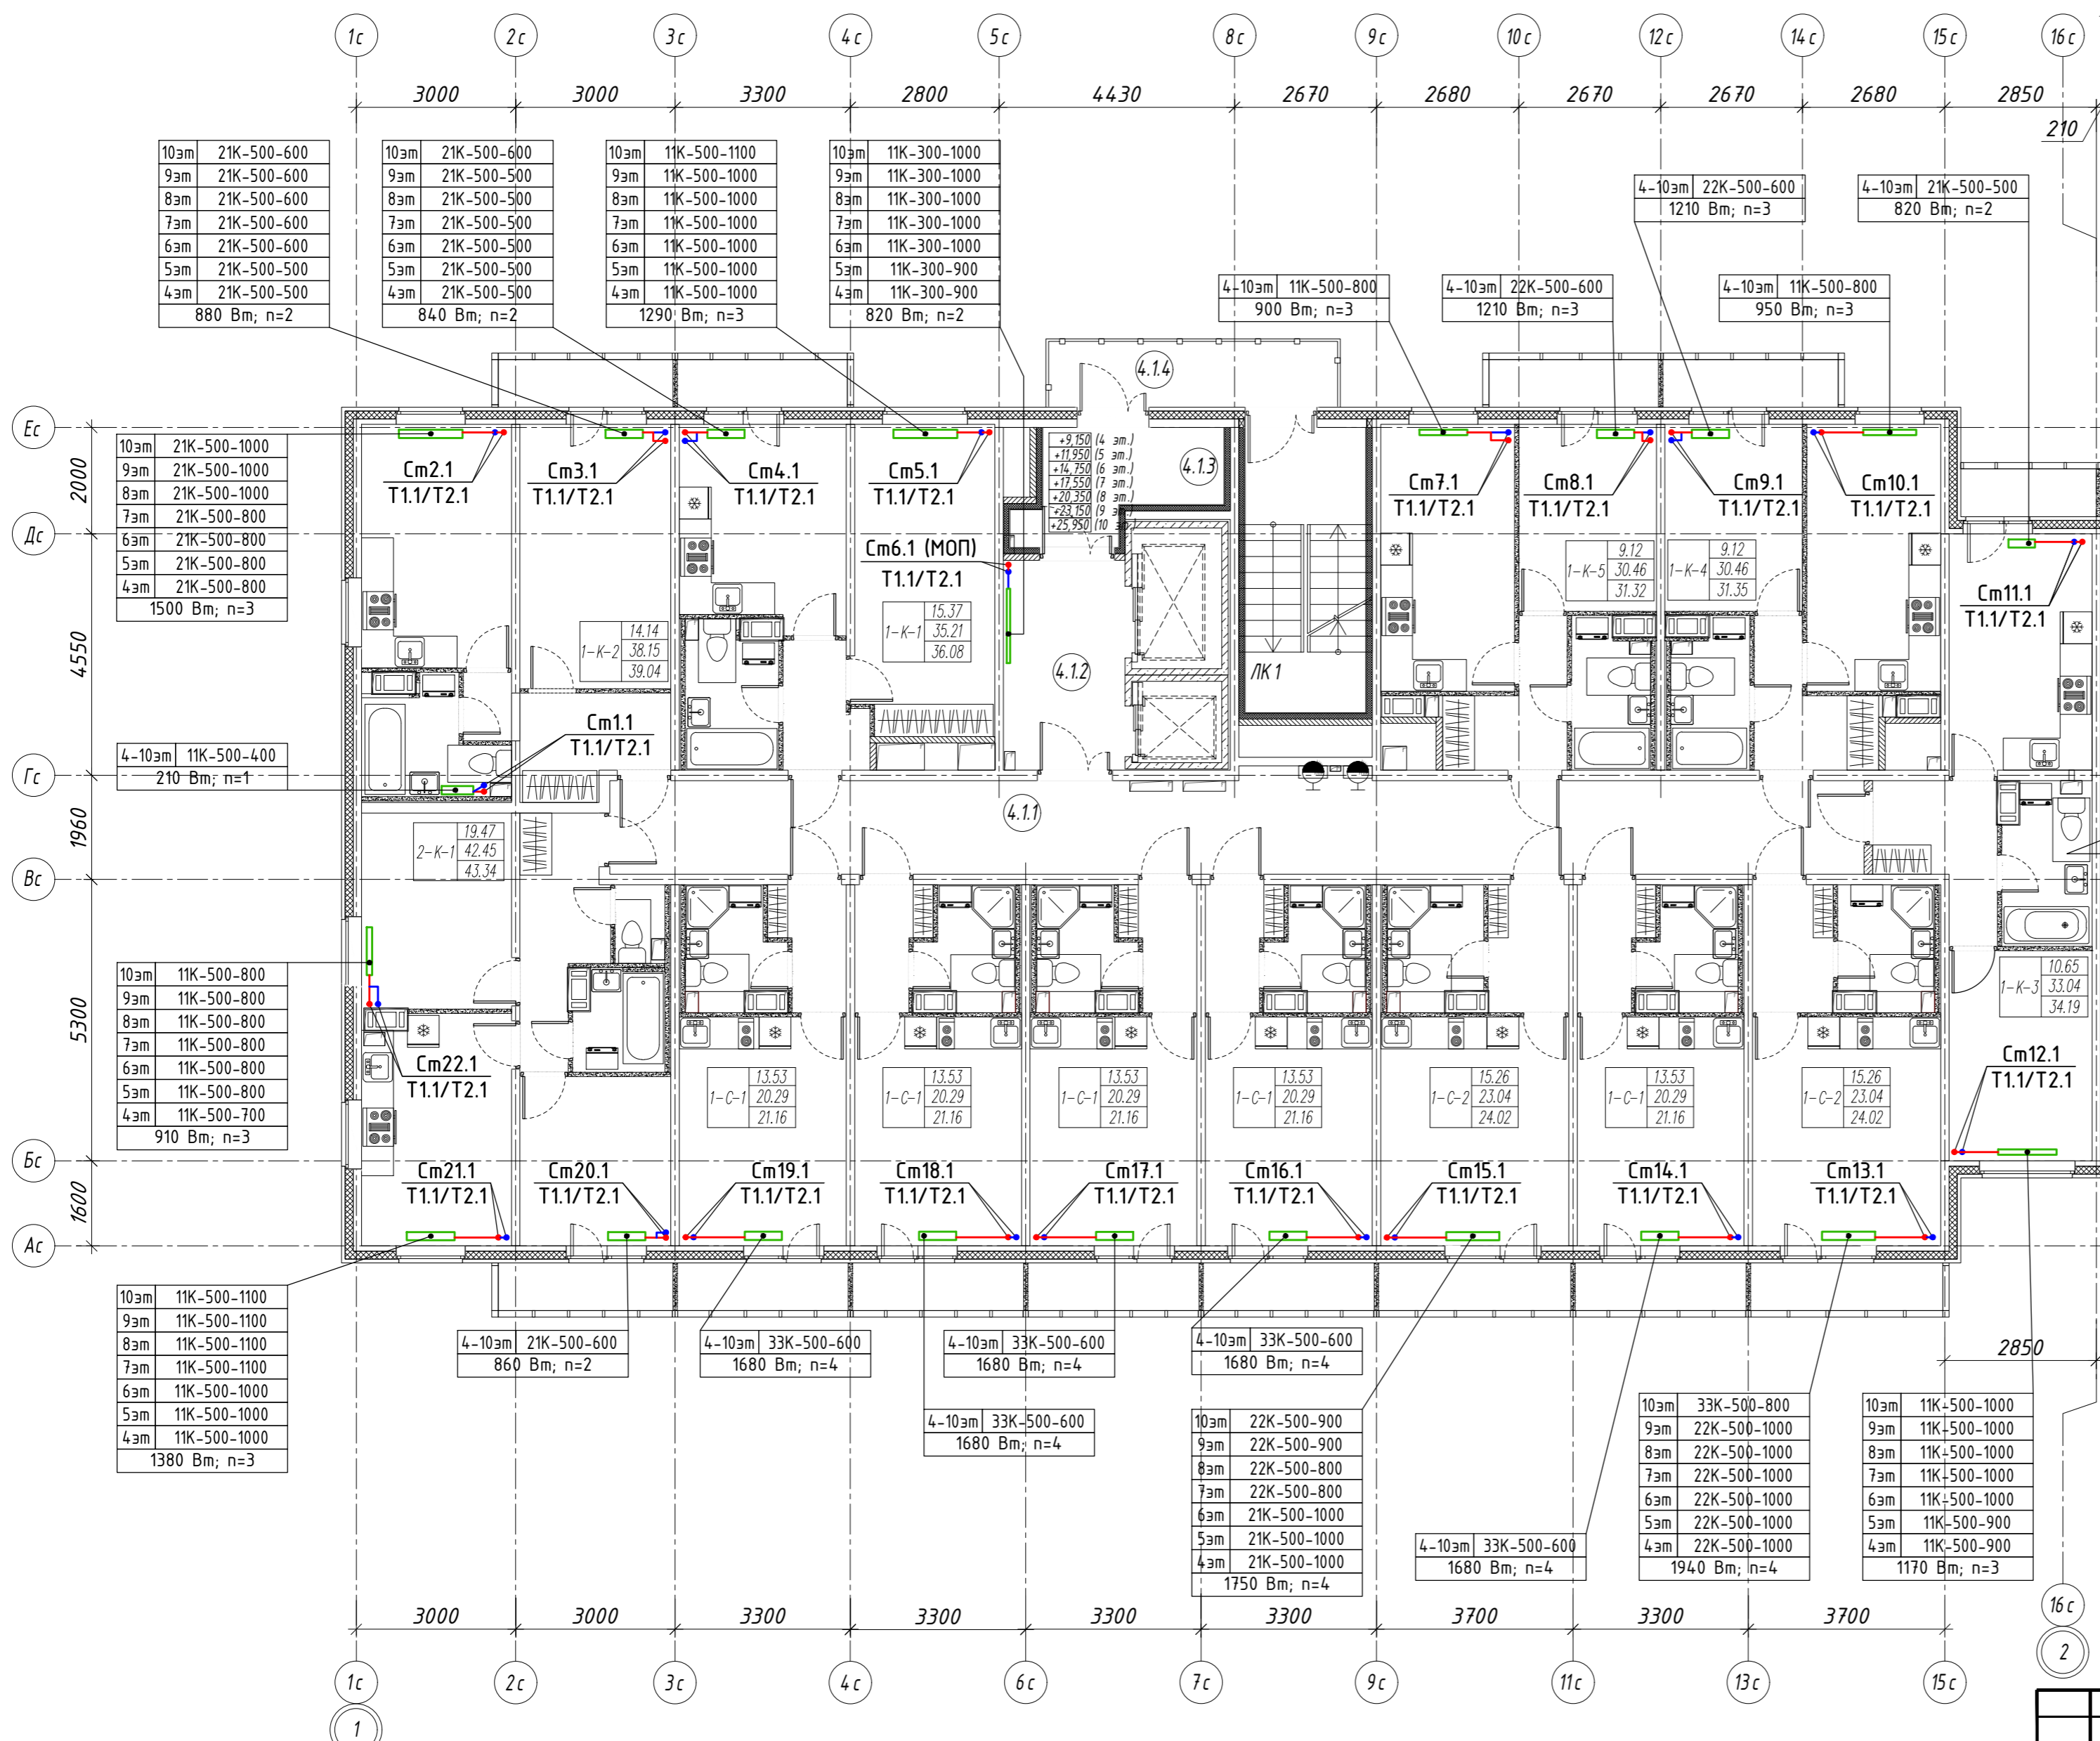 1с 2с 3с 4с 5с 8с 9с 10с 12с 14с 15с 16с
3000 3000 3300 2800 4430 2670 2680 2670 2670 2680 2850
210
10эт 21К-500-600
9эт 21К-500-600
8эт 21К-500-600
7эт 21К-500-600
6эт 21К-500-600
5эт 21К-500-500
4эт 21К-500-500
880 Вт; n=2
10эт 21К-500-600
9эт 21К-500-500
8эт 21К-500-500
7эт 21К-500-500
6эт 21К-500-500
5эт 21К-500-500
4эт 21К-500-500
840 Вт; n=2
10эт 11К-500-1100
9эт 11К-500-1000
8эт 11К-500-1000
7эт 11К-500-1000
6эт 11К-500-1000
5эт 11К-500-1000
4эт 11К-500-1000
1290 Вт; n=3
10эт 11К-300-1000
9эт 11К-300-1000
8эт 11К-300-1000
7эт 11К-300-1000
6эт 11К-300-1000
5эт 11К-300-900
4эт 11К-300-900
820 Вт; n=2
4-10эт 11К-500-800
900 Вт; n=3
4-10эт 22К-500-600
1210 Вт; n=3
4-10эт 22К-500-600
1210 Вт; n=3
4-10эт 11К-500-800
950 Вт; n=3
4-10эт 21К-500-500
820 Вт; n=2
4.1.4
Ес
Дс
Гс
Вс
Бс
Ас
2000
4550
1960
5300
1600
10эт 21К-500-1000
9эт 21К-500-1000
8эт 21К-500-1000
7эт 21К-500-800
6эт 21К-500-800
5эт 21К-500-800
4эт 21К-500-800
1500 Вт; n=3
Ст2.1
Т1.1/Т2.1
Ст3.1
Т1.1/Т2.1
Ст4.1
Т1.1/Т2.1
Ст5.1
Т1.1/Т2.1
+9,150 (4 эт.)
+11,950 (5 эт.)
+14,750 (6 эт.)
+17,550 (7 эт.)
+20,350 (8 эт.)
+23,150 (9 эт.)
+25,950 (10 эт.)
4.1.3
Ст7.1
Т1.1/Т2.1
Ст8.1
Т1.1/Т2.1
Ст9.1
Т1.1/Т2.1
Ст10.1
Т1.1/Т2.1
Ст6.1 (МОП)
Т1.1/Т2.1
Ст11.1
Т1.1/Т2.1
1-К-2 14.14
38.15
39.04
1-К-1 15.37
35.21
36.08
1-К-5 9.12
30.46
31.32
1-К-4 9.12
30.46
31.35
4.1.2
ЛК 1
Ст1.1
Т1.1/Т2.1
4-10эт 11К-500-400
210 Вт; n=1
4.1.1
2-К-1 19.47
42.45
43.34
10эт 11К-500-800
9эт 11К-500-800
8эт 11К-500-800
7эт 11К-500-800
6эт 11К-500-800
5эт 11К-500-800
4эт 11К-500-700
910 Вт; n=3
1-К-3 10.65
33.04
34.19
Ст22.1
Т1.1/Т2.1
1-С-1 13.53
20.29
21.16
1-С-1 13.53
20.29
21.16
1-С-1 13.53
20.29
21.16
1-С-1 13.53
20.29
21.16
1-С-2 15.26
23.04
24.02
1-С-1 13.53
20.29
21.16
1-С-2 15.26
23.04
24.02
Ст12.1
Т1.1/Т2.1
Ст21.1
Т1.1/Т2.1
Ст20.1
Т1.1/Т2.1
Ст19.1
Т1.1/Т2.1
Ст18.1
Т1.1/Т2.1
Ст17.1
Т1.1/Т2.1
Ст16.1
Т1.1/Т2.1
Ст15.1
Т1.1/Т2.1
Ст14.1
Т1.1/Т2.1
Ст13.1
Т1.1/Т2.1
10эт 11К-500-1100
9эт 11К-500-1100
8эт 11К-500-1100
7эт 11К-500-1100
6эт 11К-500-1000
5эт 11К-500-1000
4эт 11К-500-1000
1380 Вт; n=3
4-10эт 21К-500-600
860 Вт; n=2
4-10эт 33К-500-600
1680 Вт; n=4
4-10эт 33К-500-600
1680 Вт; n=4
4-10эт 33К-500-600
1680 Вт; n=4
4-10эт 33К-500-600
1680 Вт; n=4
10эт 22К-500-900
9эт 22К-500-900
8эт 22К-500-800
7эт 22К-500-800
6эт 21К-500-1000
5эт 21К-500-1000
4эт 21К-500-1000
1750 Вт; n=4
4-10эт 33К-500-600
1680 Вт; n=4
10эт 33К-500-800
9эт 22К-500-1000
8эт 22К-500-1000
7эт 22К-500-1000
6эт 22К-500-1000
5эт 22К-500-1000
4эт 22К-500-1000
1940 Вт; n=4
2850
10эт 11К-500-1000
9эт 11К-500-1000
8эт 11К-500-1000
7эт 11К-500-1000
6эт 11К-500-1000
5эт 11К-500-900
4эт 11К-500-900
1170 Вт; n=3
3000 3000 3300 3300 3300 3300 3700 3300 3700
16с
2
1с 2с 3с 4с 6с 7с 9с 11с 13с 15с
1